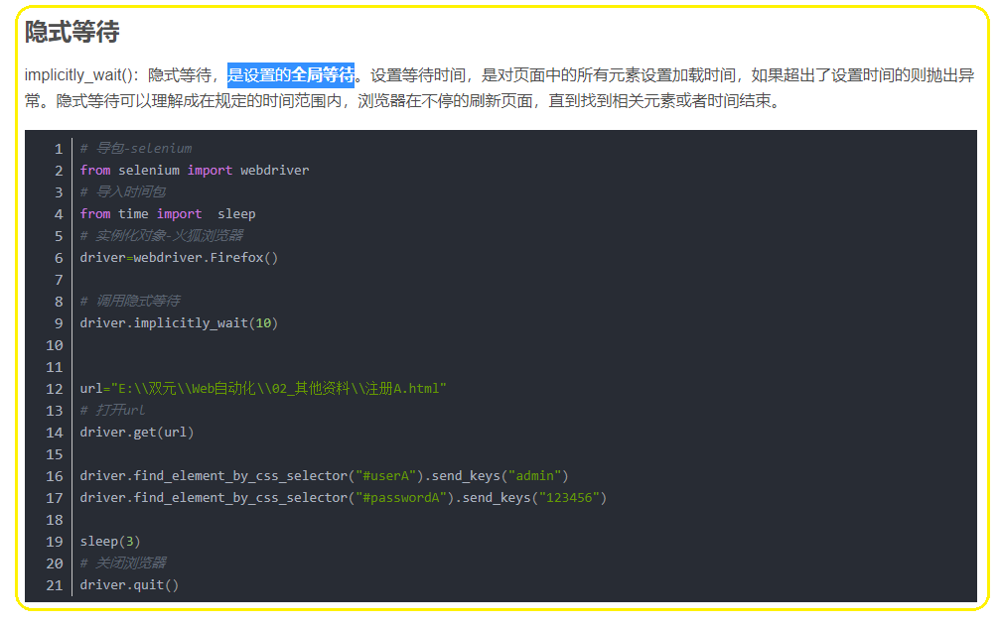 隐式等待
implicitly_wait()：隐式等待，是设置的全局等待。设置等待时间，是对页面中的所有元素设置加载时间，如果超出了设置时间的则抛出异
常。隐式等待可以理解成在规定的时间范围内，浏览器在不停的刷新页面，直到找到相关元素或者时间结束。
1 # 导包-selenium
2 from selenium import webdriver
3 # 导入时间包
4 from time import  sleep
5 # 实例化对象-火狐浏览器
6 driver=webdriver.Firefox()
7
8 # 调用隐式等待
9 driver.implicitly_wait(10)
10
11
12 url="E:\\双元\\Web自动化\\02_其他资料\\注册A.html"
13 # 打开url
14 driver.get(url)
15
16 driver.find_element_by_css_selector("#userA").send_keys("admin")
17 driver.find_element_by_css_selector("#passwordA").send_keys("123456")
18
19 sleep(3)
20 # 关闭浏览器
21 driver.quit()